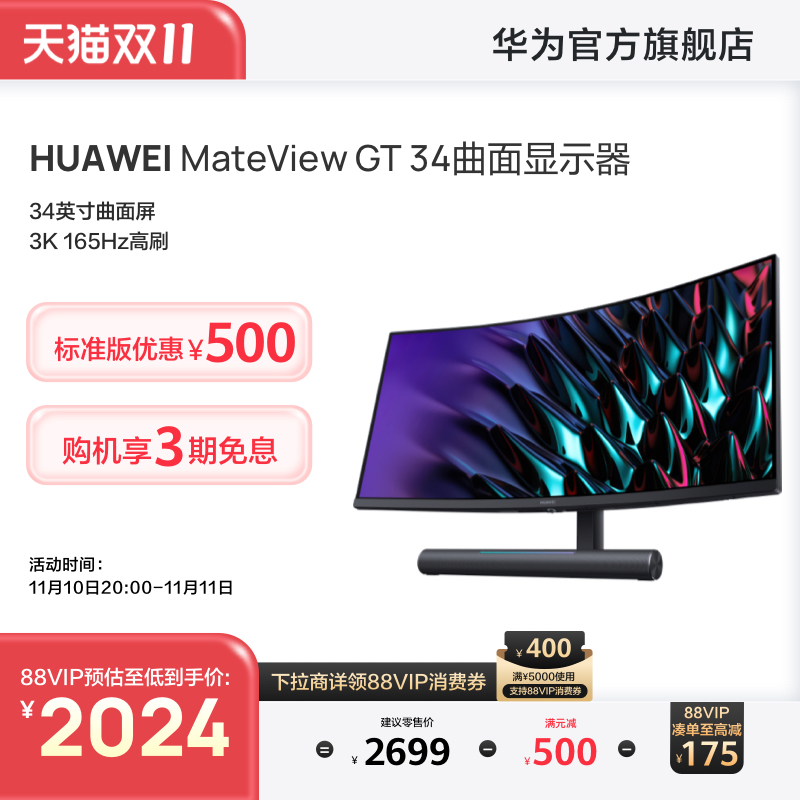 天猫双11
华为官方旗舰店
HUAWEI MateView GT 34曲面显示器
34英寸曲面屏
3K 165Hz高刷
标准版优惠¥500
购机享3期免息
活动时间：
11月10日20:00-11月11日
HUAWEI
88VIP预估至低到手价:
¥2024
下拉商详领88VIP消费券
¥400
满¥5000使用
支持88VIP消费券
=
建议零售价
¥2699
-
满元减
¥500
-
88VIP
凑单至高减
¥175